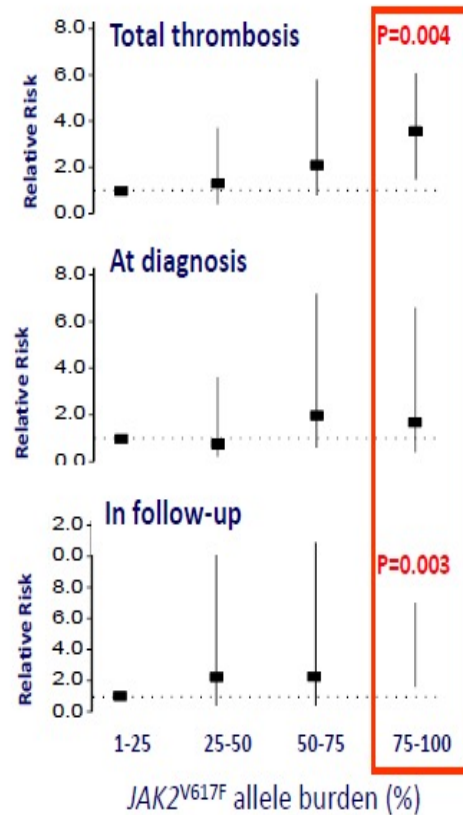 Total thrombosis
P=0.004
Relative Risk
8.0
6.0
4.0
2.0
0.0
At diagnosis
Relative Risk
8.0
6.0
4.0
2.0
0.0
In follow-up
P=0.003
Relative Risk
2.0
0.0
8.0
6.0
4.0
2.0
0.0
1-25 25-50 50-75 75-100
JAK2V617F allele burden (%)